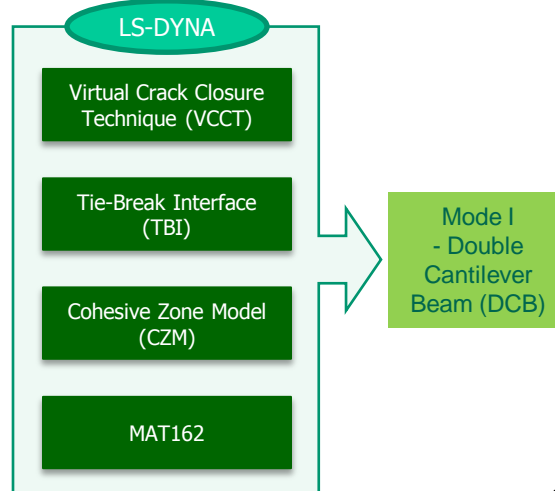 LS-DYNA
Virtual Crack Closure
Technique (VCCT)
Tie-Break Interface
(TBI)
Cohesive Zone Model
(CZM)
MAT162
Mode I
- Double
Cantilever
Beam (DCB)